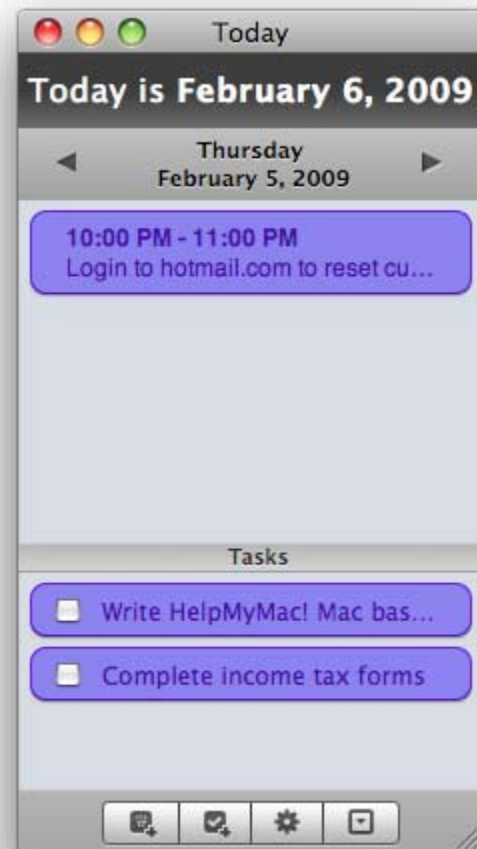 Today
Today is February 6, 2009
Thursday
February 5, 2009
10:00 PM - 11:00 PM
Login to hotmail.com to reset cu...
Tasks
Write HelpMyMac! Mac bas...
Complete income tax forms